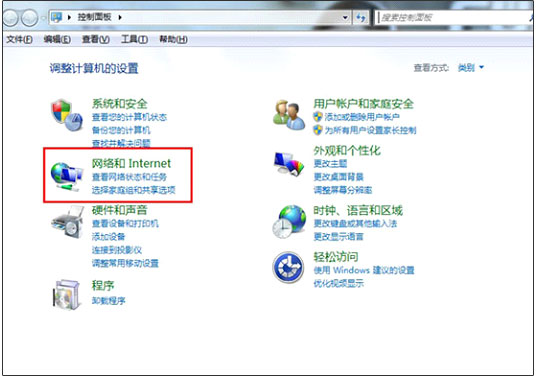 控制面板
搜索控制面板
文件(F) 编辑(E) 查看(V) 工具(T) 帮助(H)
调整计算机的设置
查看方式: 类别
系统和安全
查看您的计算机状态
备份您的计算机
查找并解决问题
网络和 Internet
查看网络状态和任务
选择家庭组和共享选项
硬件和声音
查看设备和打印机
添加设备
连接到投影仪
调整常用移动设置
程序
卸载程序
用户帐户和家庭安全
添加或删除用户帐户
为所有用户设置家长控制
外观和个性化
更改主题
更改桌面背景
调整屏幕分辨率
时钟、语言和区域
更改键盘或其他输入法
更改显示语言
轻松访问
使用 Windows 建议的设置
优化视频显示